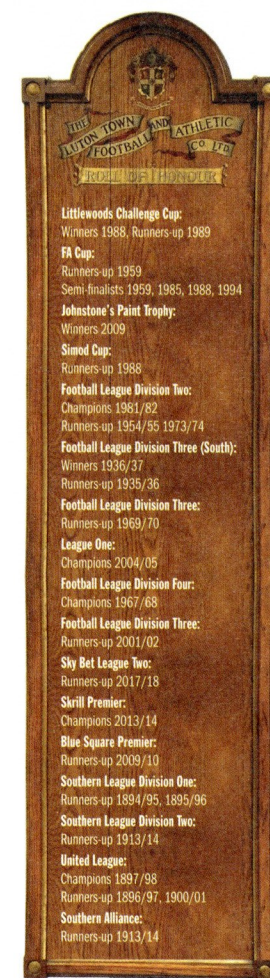 THE LUTON TOWN AND ATHLETIC
FOOTBALL CO LTD
ROLL OF HONOUR
Littlewoods Challenge Cup:
Winners 1988, Runners-up 1989
FA Cup:
Runners-up 1959
Semi-finalists 1959, 1985, 1988, 1994
Johnstone's Paint Trophy:
Winners 2009
Simod Cup:
Runners-up 1988
Football League Division Two:
Champions 1981/82
Runners-up 1954/55 1973/74
Football League Division Three (South):
Winners 1936/37
Runners-up 1935/36
Football League Division Three:
Runners-up 1969/70
League One:
Champions 2004/05
Football League Division Four:
Champions 1967/68
Football League Division Three:
Runners-up 2001/02
Sky Bet League Two:
Runners-up 2017/18
Skrill Premier:
Champions 2013/14
Blue Square Premier:
Runners-up 2009/10
Southern League Division One:
Runners-up 1894/95, 1895/96
Southern League Division Two:
Runners-up 1913/14
United League:
Champions 1897/98
Runners-up 1896/97, 1900/01
Southern Alliance:
Runners-up 1913/14